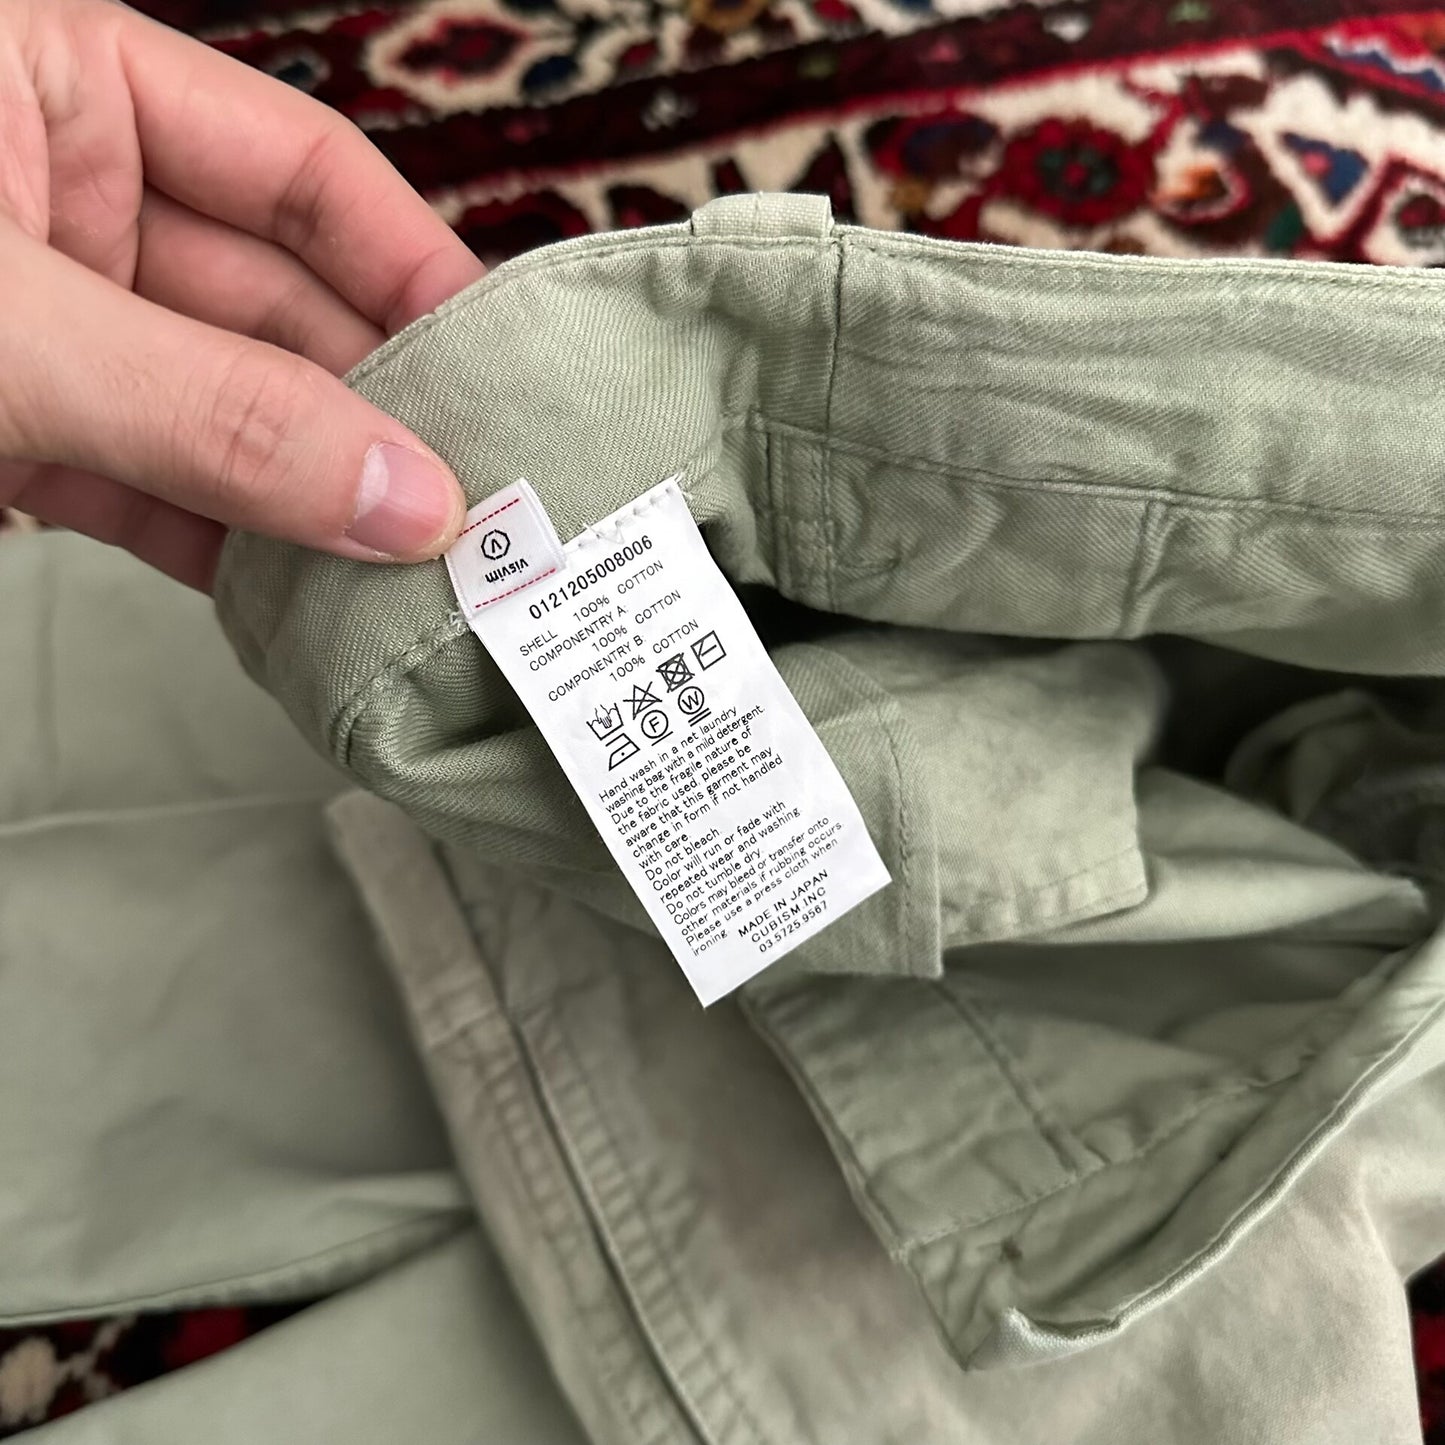 visvim
V
0121205008006
SHELL 100% COTTON
COMPONENTRY A:
100% COTTON
COMPONENTRY B:
100% COTTON
F
W
Hand wash in a net laundry
washing bag with a mild detergent.
Due to the fragile nature of
the fabric used, please be
aware that this garment may
change in form if not handled
with care.
Do not bleach.
Color will run or fade with
repeated wear and washing.
Do not tumble dry.
Colors may bleed or transfer onto
other materials if rubbing occurs.
Please use a press cloth when
ironing.
MADE IN JAPAN
CUBISM.INC
03.5725.9567